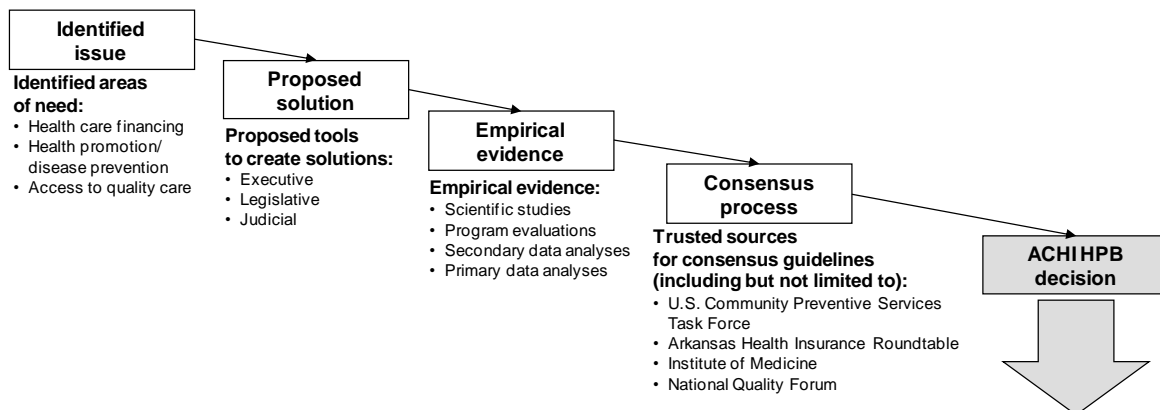 Identified
issue
Identified areas
of need:
• Health care financing
• Health promotion/
disease prevention
• Access to quality care
Proposed
solution
Proposed tools
to create solutions:
• Executive
• Legislative
• Judicial
Empirical
evidence
Empirical evidence:
• Scientific studies
• Program evaluations
• Secondary data analyses
• Primary data analyses
Consensus
process
Trusted sources
for consensus guidelines
(including but not limited to):
• U.S. Community Preventive Services
Task Force
• Arkansas Health Insurance Roundtable
• Institute of Medicine
• National Quality Forum
ACHI HPB
decision